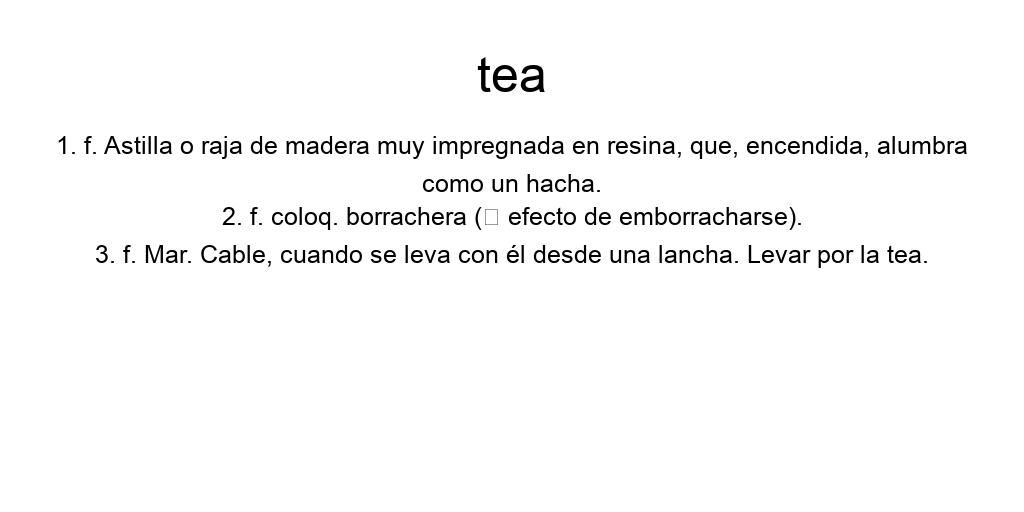 tea
1. f. Astilla o raja de madera muy impregnada en resina, que, encendida, alumbra
como un hacha.
2. f. coloq. borrachera (□ efecto de emborracharse).
3. f. Mar. Cable, cuando se leva con él desde una lancha. Levar por la tea.